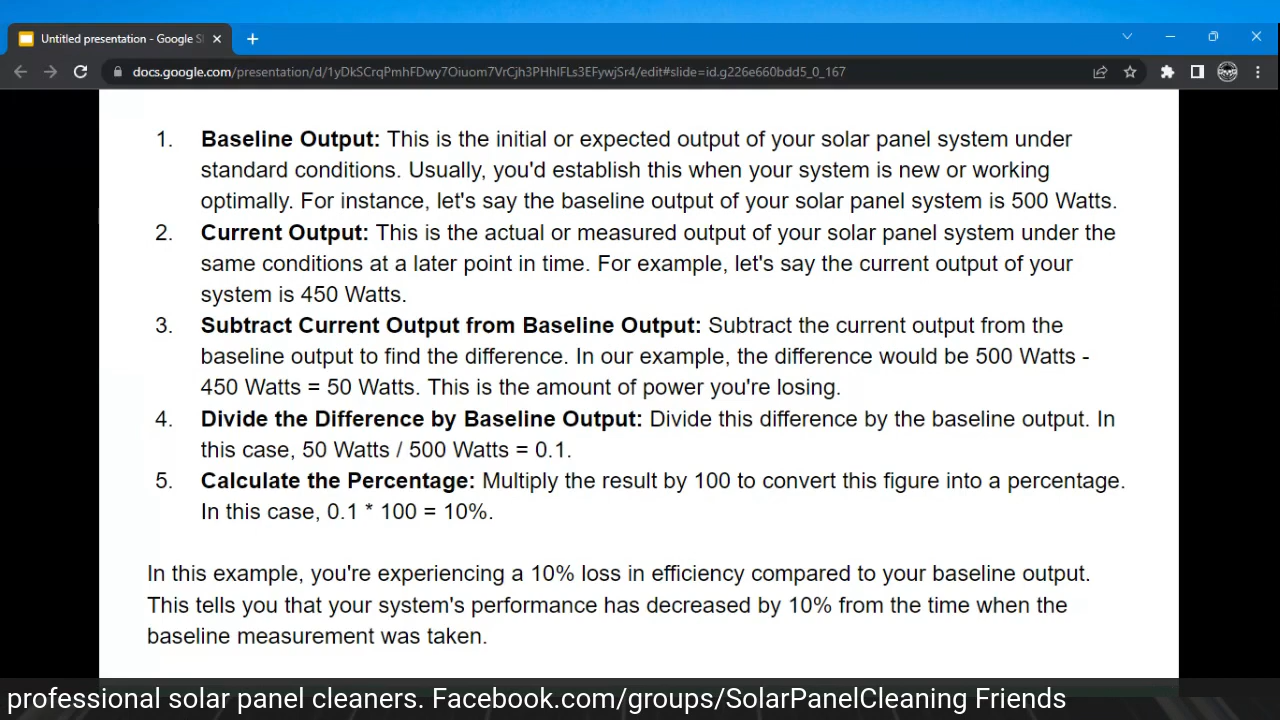 Untitled presentation - Google Sl
docs.google.com/presentation/d/1yDkSCrqPmhFDwy7Oiuom7VrCjh3PHhIFLs3EFywjSr4/edit#slide=id.g226e660bdd5_0_167
1. Baseline Output: This is the initial or expected output of your solar panel system under
standard conditions. Usually, you'd establish this when your system is new or working
optimally. For instance, let's say the baseline output of your solar panel system is 500 Watts.
2. Current Output: This is the actual or measured output of your solar panel system under the
same conditions at a later point in time. For example, let's say the current output of your
system is 450 Watts.
3. Subtract Current Output from Baseline Output: Subtract the current output from the
baseline output to find the difference. In our example, the difference would be 500 Watts -
450 Watts = 50 Watts. This is the amount of power you're losing.
4. Divide the Difference by Baseline Output: Divide this difference by the baseline output. In
this case, 50 Watts / 500 Watts = 0.1.
5. Calculate the Percentage: Multiply the result by 100 to convert this figure into a percentage.
In this case, 0.1 * 100 = 10%.
In this example, you're experiencing a 10% loss in efficiency compared to your baseline output.
This tells you that your system's performance has decreased by 10% from the time when the
baseline measurement was taken.
professional solar panel cleaners. Facebook.com/groups/SolarPanelCleaning Friends